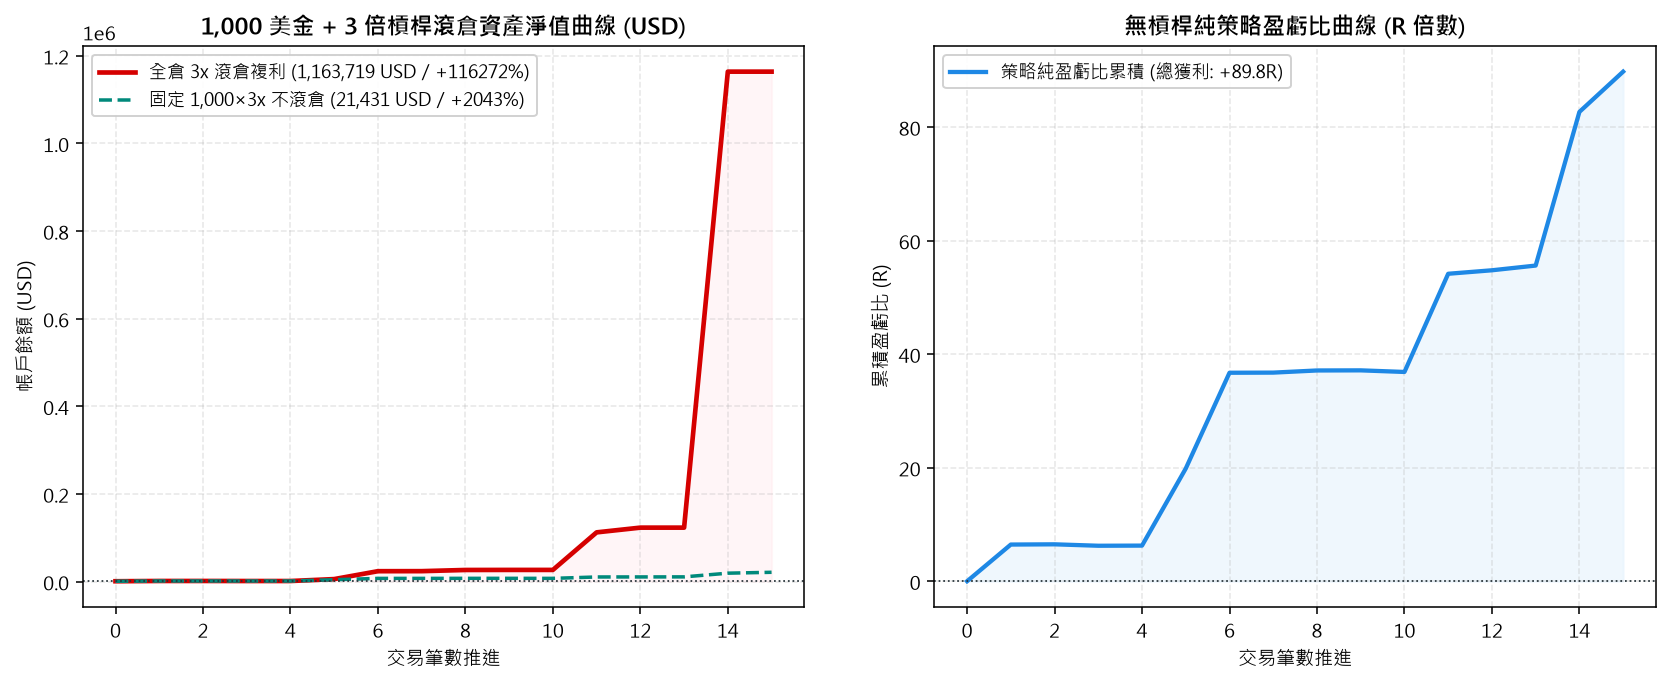 1,000 美金 + 3 倍槓桿滾倉資產淨值曲線 (USD)
1e6
全倉 3x 滾倉複利 (1,163,719 USD / +116272%)
固定 1,000×3x 不滾倉 (21,431 USD / +2043%)
帳戶餘額 (USD)
1.2
1.0
0.8
0.6
0.4
0.2
0.0
0 2 4 6 8 10 12 14
交易筆數推進
無槓桿純策略盈虧比曲線 (R 倍數)
策略純盈虧比累積 (總獲利: +89.8R)
累積盈虧比 (R)
80
60
40
20
0
0 2 4 6 8 10 12 14
交易筆數推進